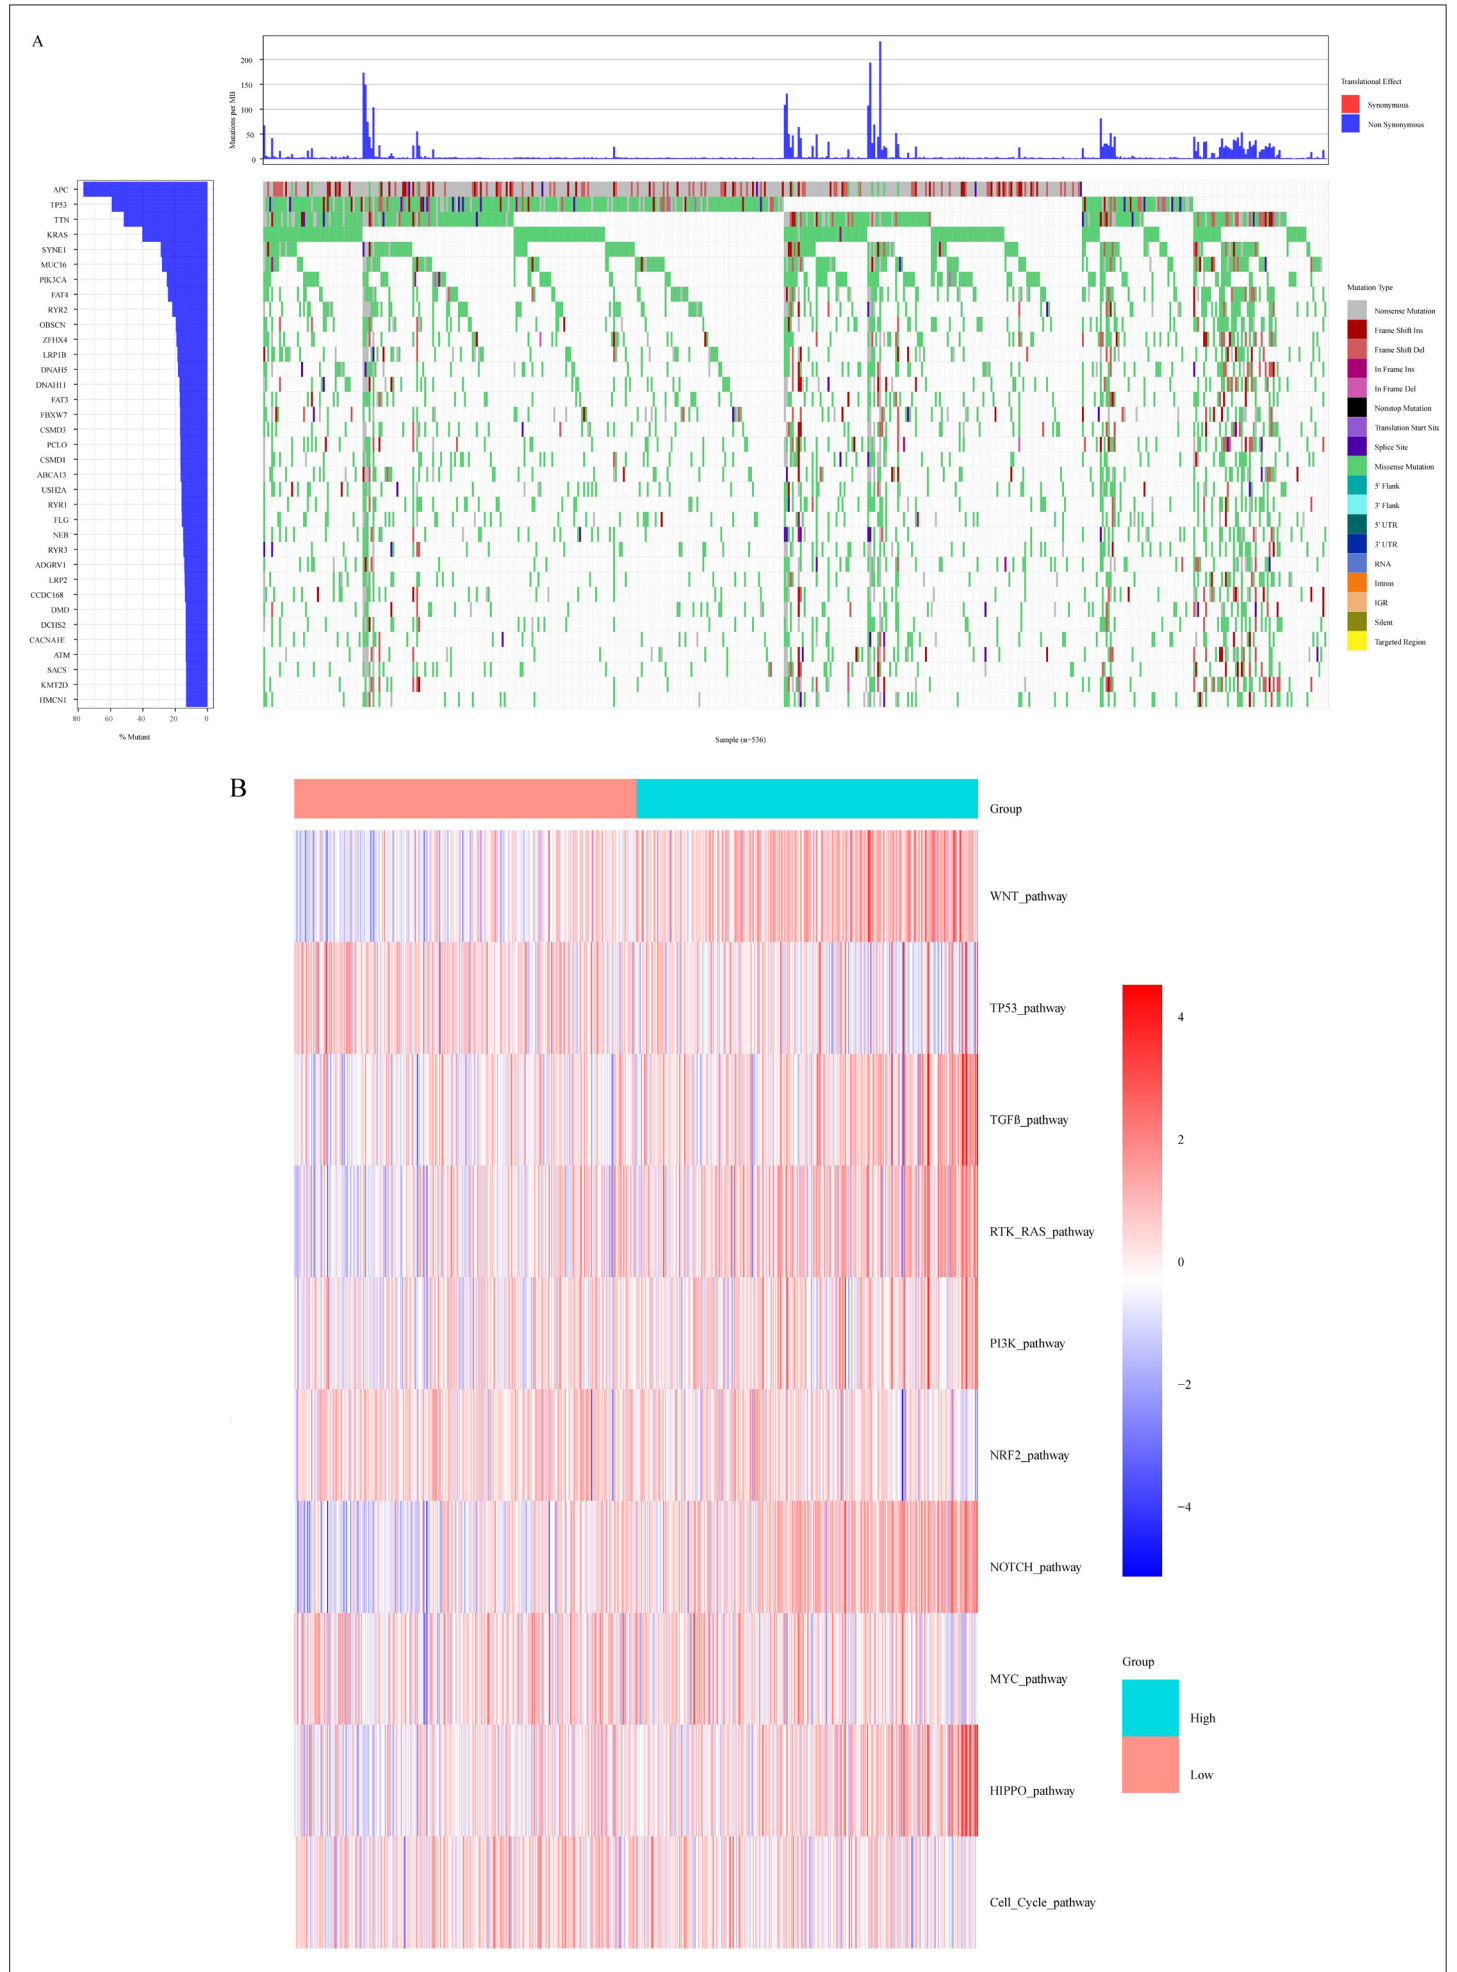 A
Mutations per MB
200
150
100
50
0
Translational Effect
Synonymous
Non Synonymous
APC
TP53
TTN
KRAS
SYNE1
MUC16
PIK3CA
FAT4
RYR2
OBSCN
ZFHX4
LRP1B
DNAH5
DNAH11
FAT3
FBXW7
CSMD3
PCLO
CSMD1
ABCA13
USH2A
RYR1
FLG
NEB
RYR3
ADGRV1
LRP2
CCDC168
DMD
DCHS2
CACNA1E
ATM
SACS
KMT2D
HMCN1
80 60 40 20 0
% Mutant
Sample (n=536)
Mutation Type
Nonsense Mutation
Frame Shift Ins
Frame Shift Del
In Frame Ins
In Frame Del
Nonstop Mutation
Translation Start Site
Splice Site
Missense Mutation
5' Flank
3' Flank
5' UTR
3' UTR
RNA
Intron
IGR
Silent
Targeted Region
B
Group
WNT_pathway
TP53_pathway
TGFß_pathway
RTK_RAS_pathway
PI3K_pathway
NRF2_pathway
NOTCH_pathway
MYC_pathway
HIPPO_pathway
Cell_Cycle_pathway
4
2
0
−2
−4
Group
High
Low